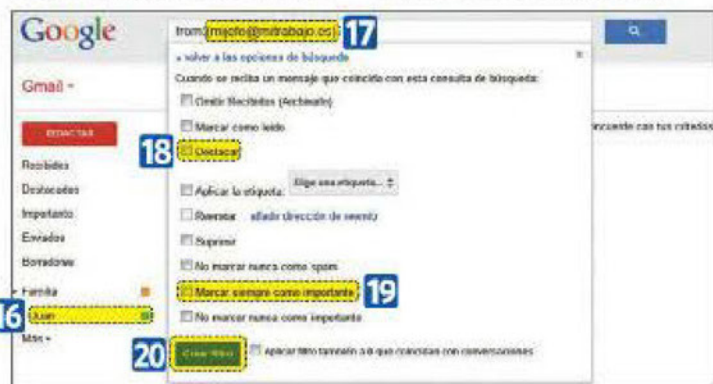 Google
from:(mijefe@mitrabajo.es)
17
« volver a las opciones de búsqueda
x
Cuando se reciba un mensaje que coincida con esta consulta de búsqueda:
Gmail
Omitir Recibidos (Archivarlo)
Marcar como leído
REDACTAR
18
Destacar
Recibidos
Destacados
Aplicar la etiqueta: Elige una etiqueta...
Importante
Reenviar añadir dirección de reenvío
Enviados
Suprimir
Borradores
No marcar nunca como spam
Familia
Marcar siempre como importante
19
16
Juan
No marcar nunca como importante
Más
20
Crear filtro
Aplicar filtro también a que coincidan con conversaciones